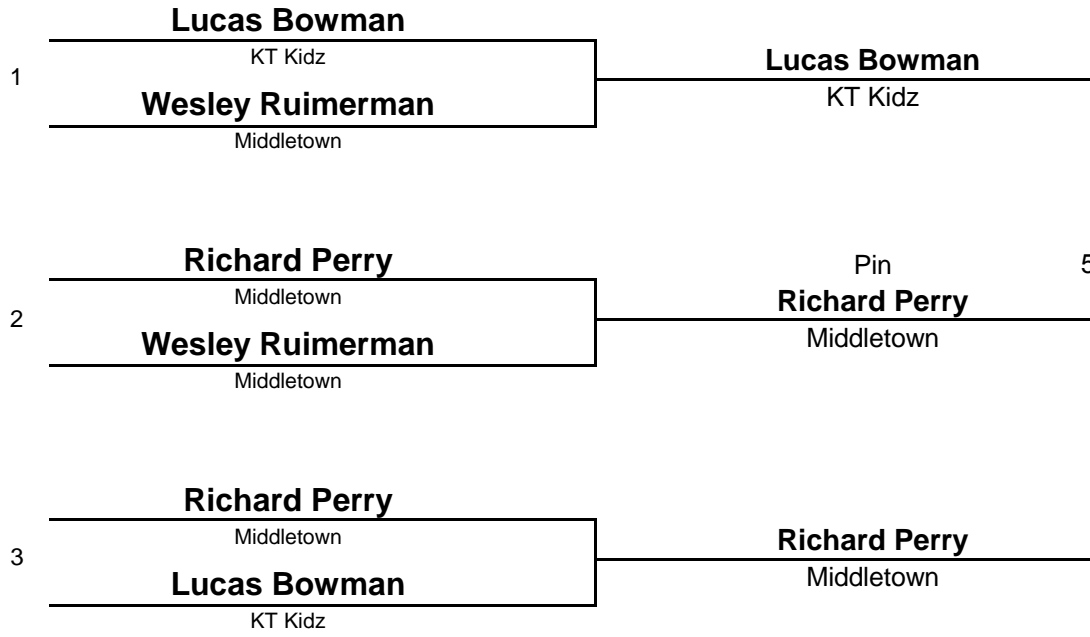 Lucas Bowman
KT Kidz
1
Wesley Ruimerman
Middletown
Lucas Bowman
KT Kidz
Richard Perry
Middletown
2
Wesley Ruimerman
Middletown
Pin 5
Richard Perry
Middletown
Richard Perry
Middletown
3
Lucas Bowman
KT Kidz
Richard Perry
Middletown